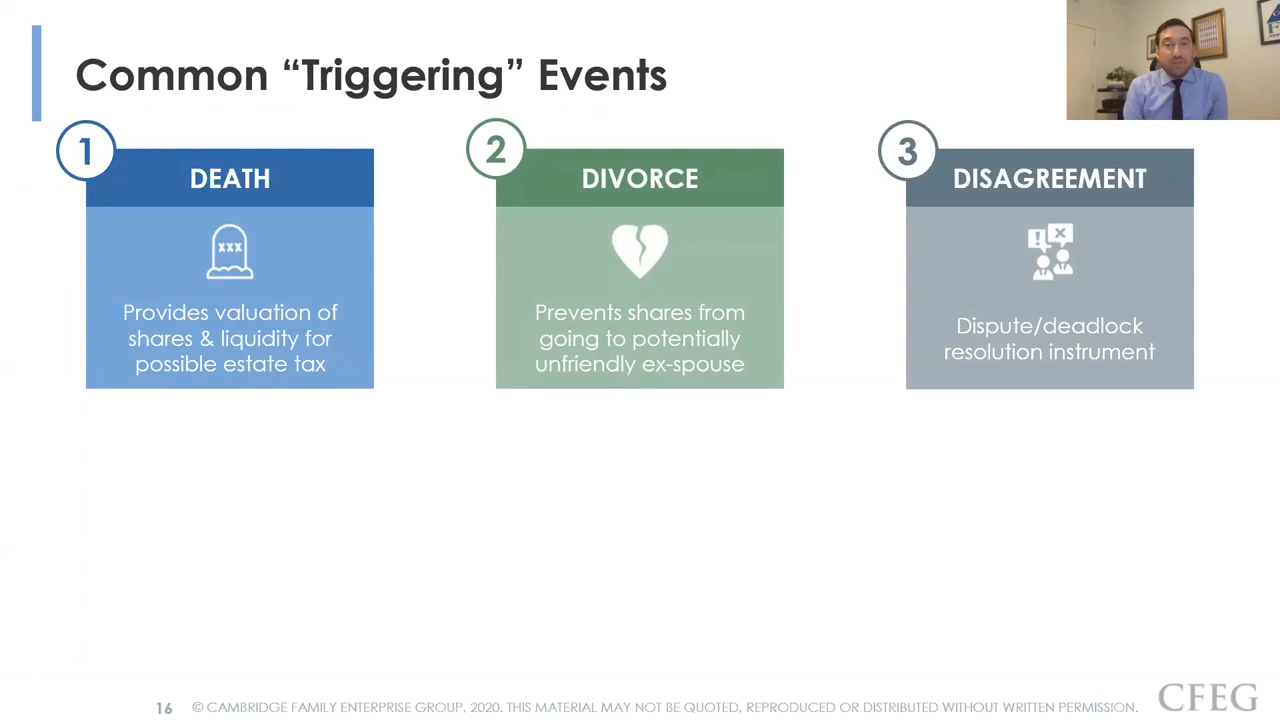 Common “Triggering” Events
1
DEATH
XXX
Provides valuation of
shares & liquidity for
possible estate tax
2
DIVORCE
Prevents shares from
going to potentially
unfriendly ex-spouse
3
DISAGREEMENT
Dispute/deadlock
resolution instrument
16
© CAMBRIDGE FAMILY ENTERPRISE GROUP, 2020. THIS MATERIAL MAY NOT BE QUOTED, REPRODUCED OR DISTRIBUTED WITHOUT WRITTEN PERMISSION.
CFEG